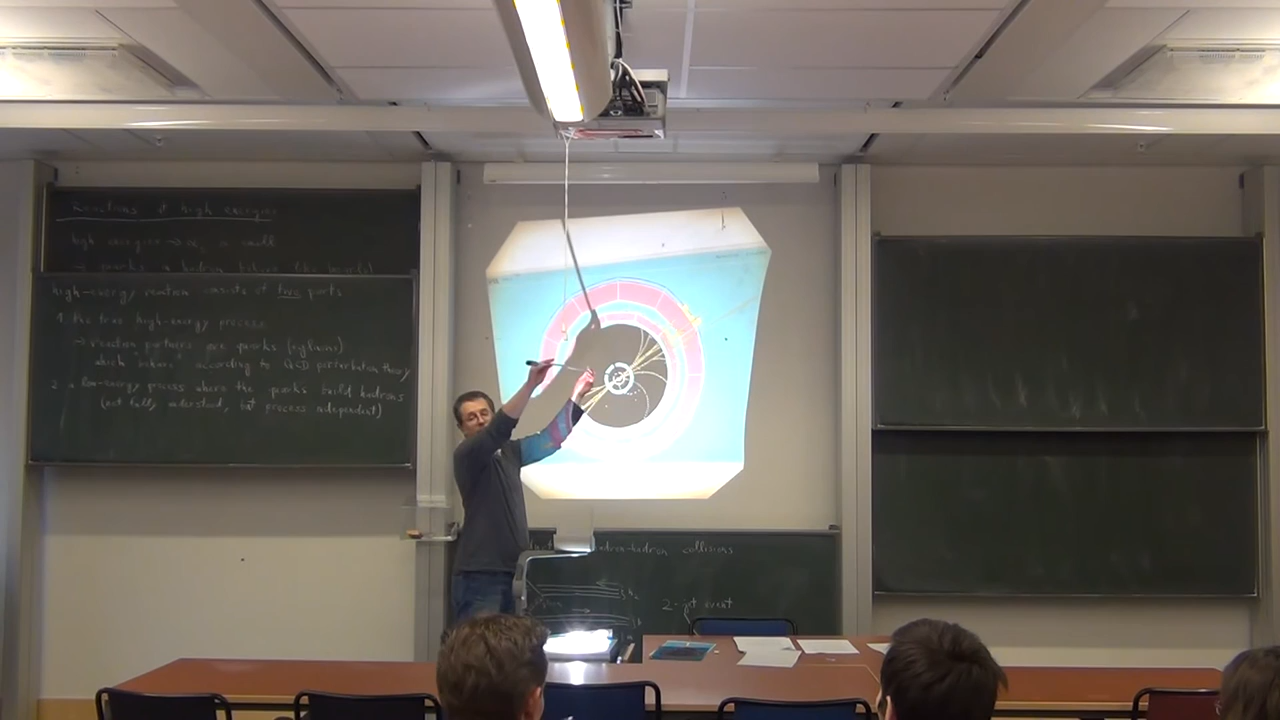 Reactions at high energies
high energies → αs is small
→ quarks in hadron behave like
high-energy reaction consists of two parts
1. the true high-energy process
→ reaction partners are quarks (gluons)
which "interact" according to QCD perturbation theory
2. a low-energy process where the quarks build hadrons
(not fully understood, but process independent)
hadron-hadron collisions
2-jet event